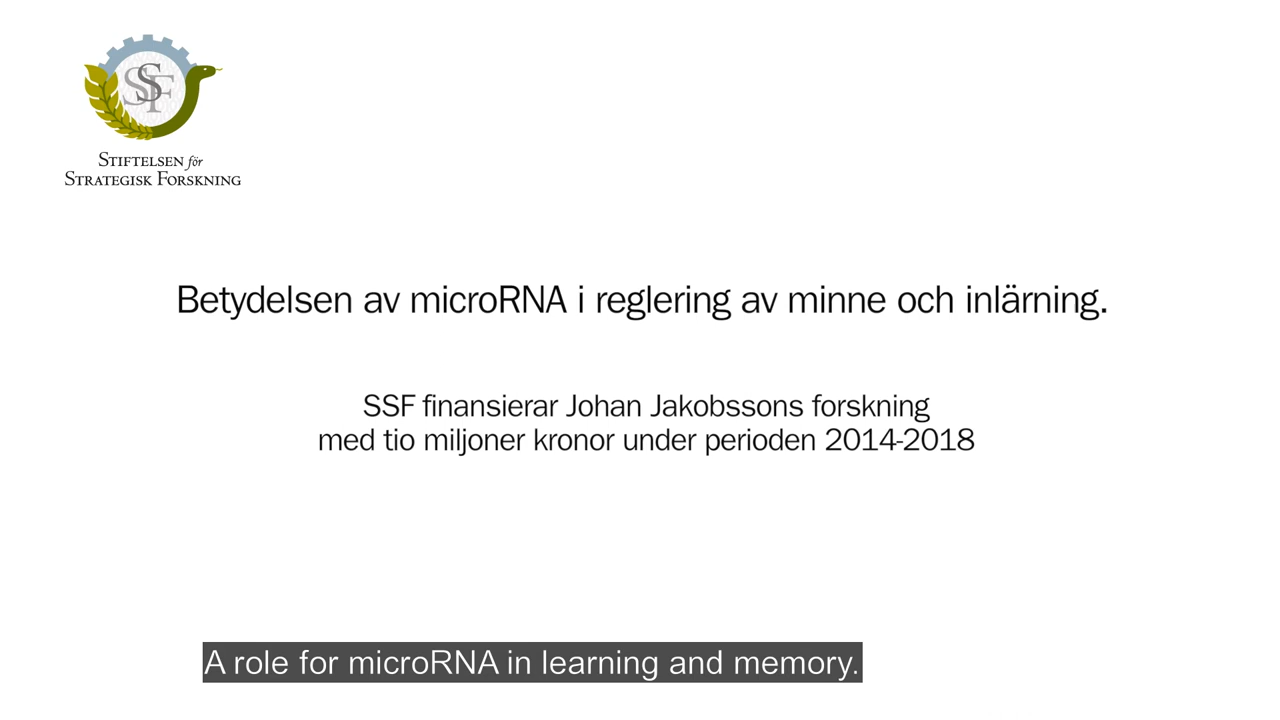 SSF
STIFTELSEN för
STRATEGISK FORSKNING
Betydelsen av microRNA i reglering av minne och inlärning.
SSF finansierar Johan Jakobssons forskning
med tio miljoner kronor under perioden 2014-2018
A role for microRNA in learning and memory.